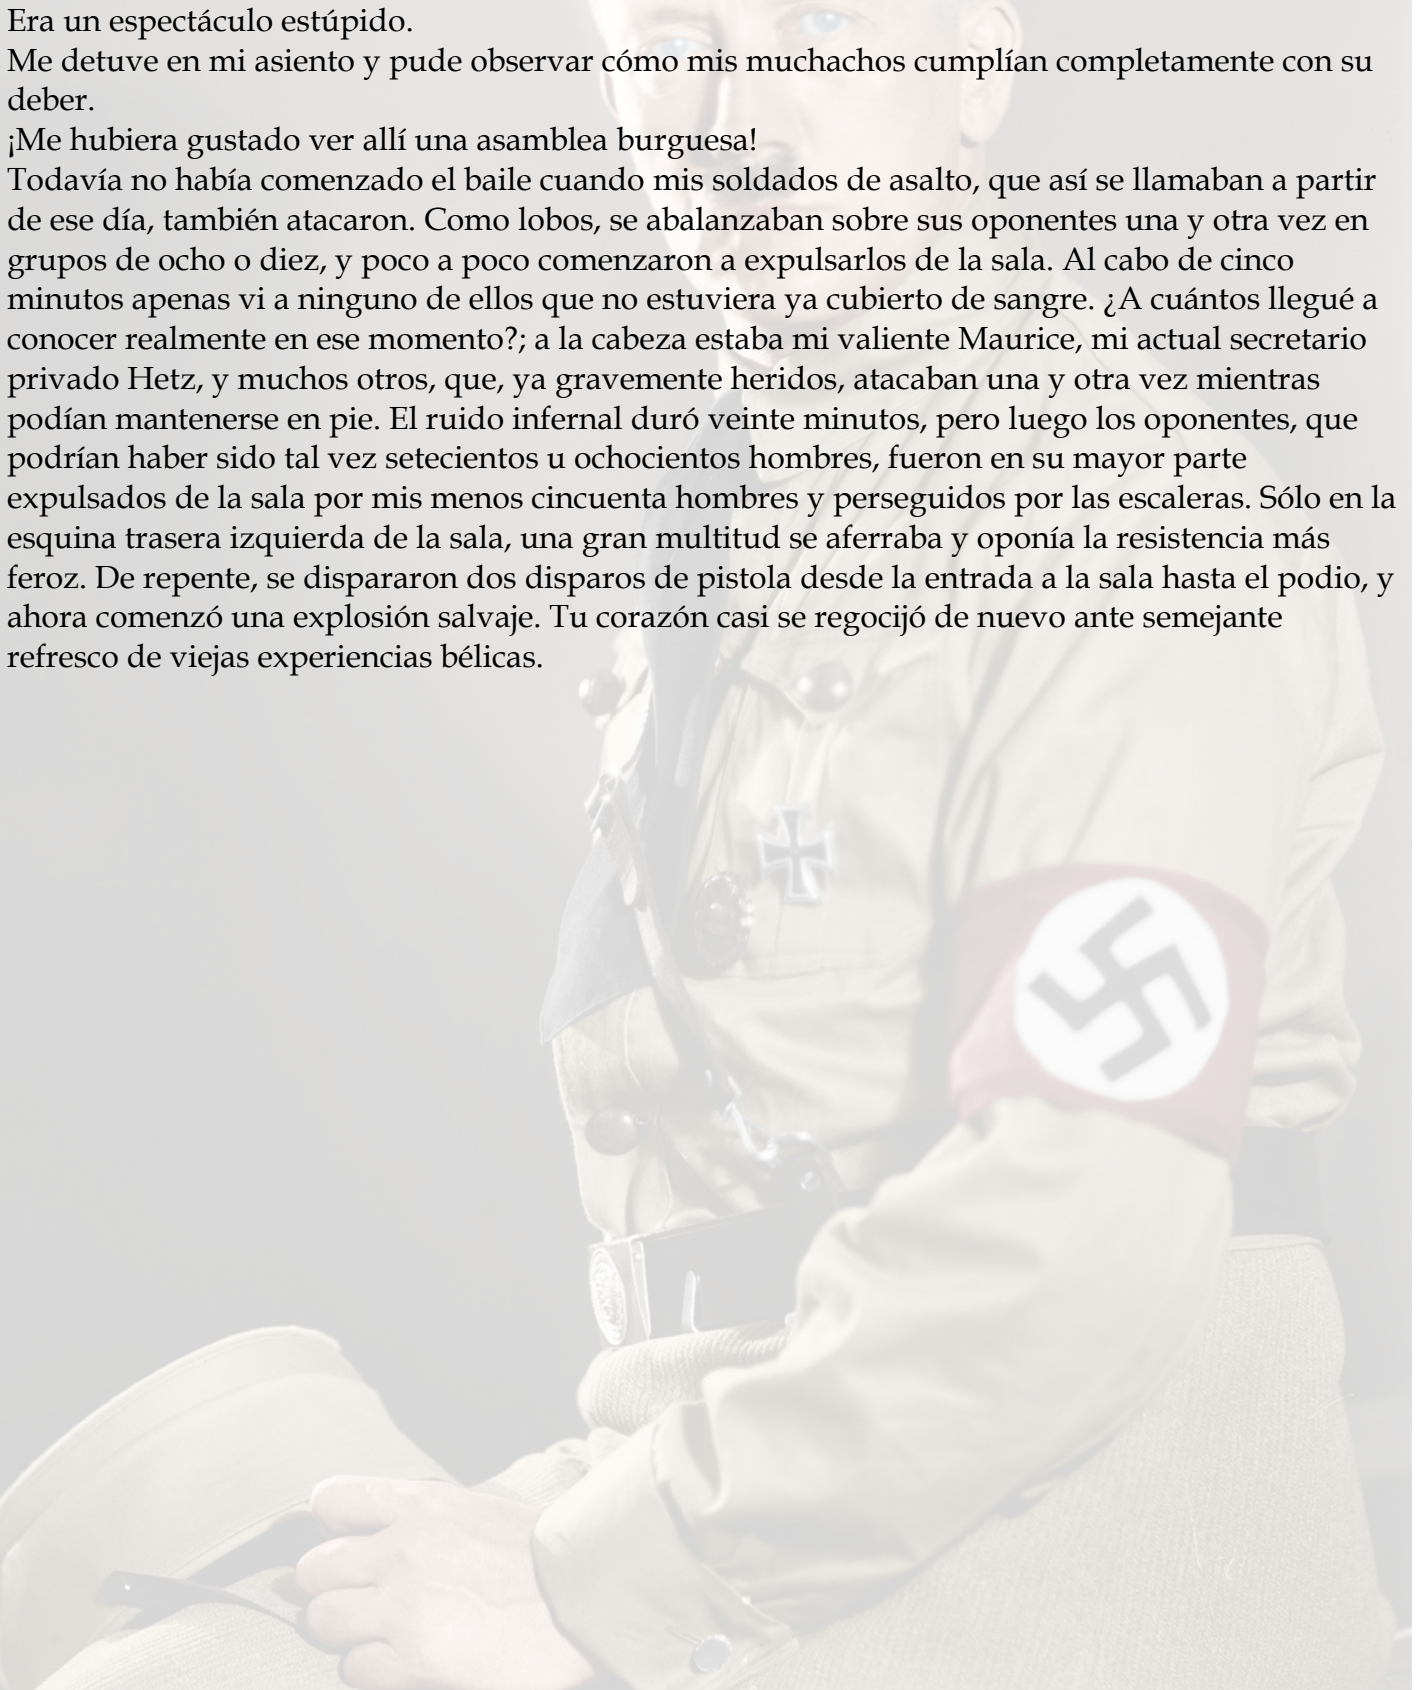 Era un espectáculo estúpido.
Me detuve en mi asiento y pude observar cómo mis muchachos cumplían completamente con su
deber.
¡Me hubiera gustado ver allí una asamblea burguesa!
Todavía no había comenzado el baile cuando mis soldados de asalto, que así se llamaban a partir
de ese día, también atacaron. Como lobos, se abalanzaban sobre sus oponentes una y otra vez en
grupos de ocho o diez, y poco a poco comenzaron a expulsarlos de la sala. Al cabo de cinco
minutos apenas vi a ninguno de ellos que no estuviera ya cubierto de sangre. ¿A cuántos llegué a
conocer realmente en ese momento?; a la cabeza estaba mi valiente Maurice, mi actual secretario
privado Hetz, y muchos otros, que, ya gravemente heridos, atacaban una y otra vez mientras
podían mantenerse en pie. El ruido infernal duró veinte minutos, pero luego los oponentes, que
podrían haber sido tal vez setecientos u ochocientos hombres, fueron en su mayor parte
expulsados de la sala por mis menos cincuenta hombres y perseguidos por las escaleras. Sólo en la
esquina trasera izquierda de la sala, una gran multitud se aferraba y oponía la resistencia más
feroz. De repente, se dispararon dos disparos de pistola desde la entrada a la sala hasta el podio, y
ahora comenzó una explosión salvaje. Tu corazón casi se regocijó de nuevo ante semejante
refresco de viejas experiencias bélicas.